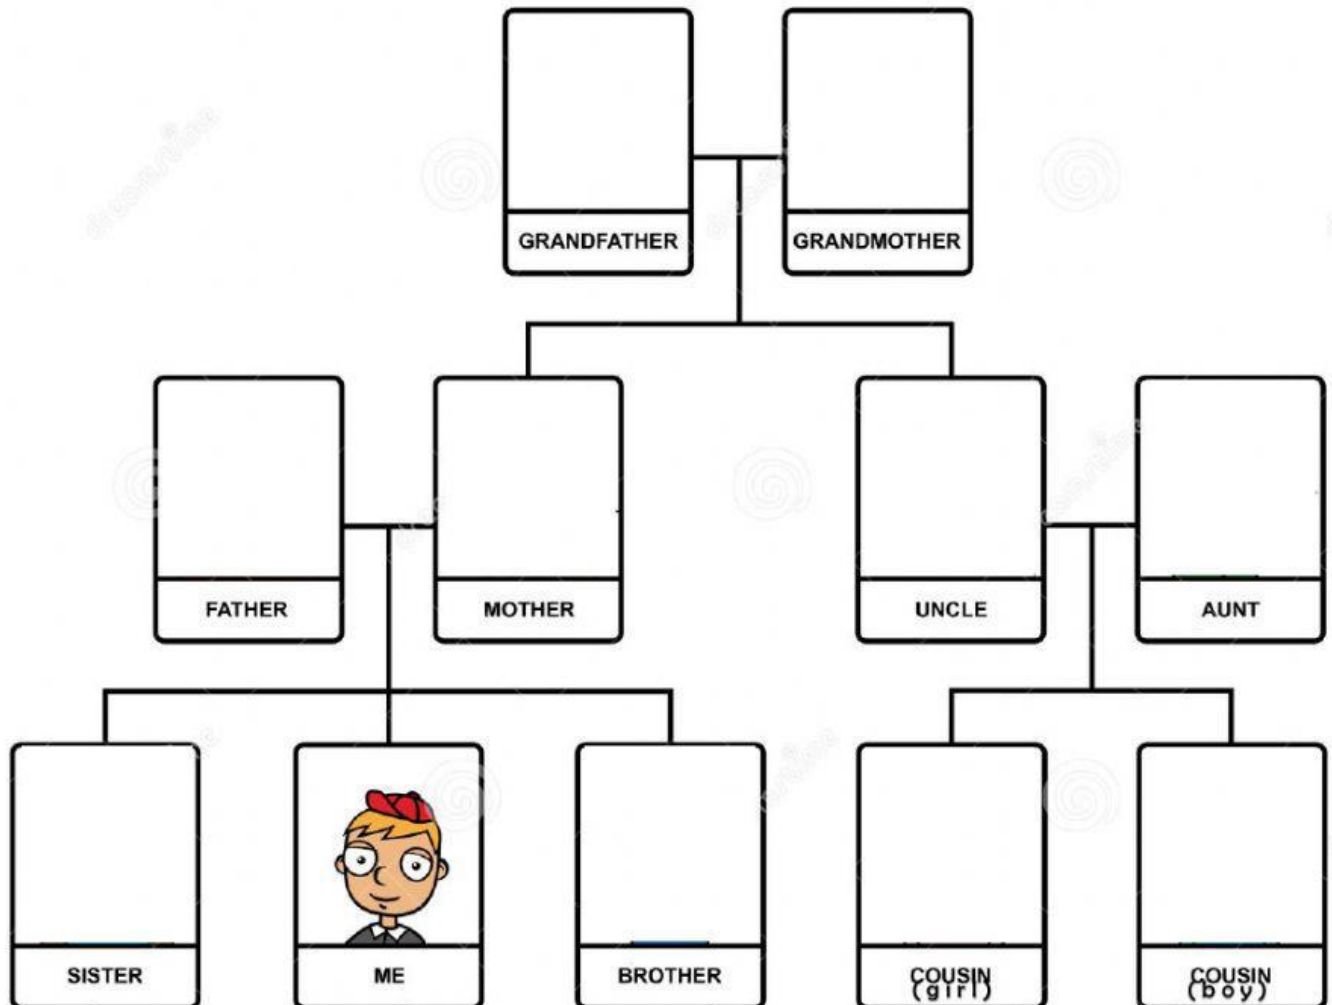 GRANDFATHER
GRANDMOTHER
FATHER
MOTHER
UNCLE
AUNT
SISTER
ME
BROTHER
COUSIN
(girl)
COUSIN
(boy)